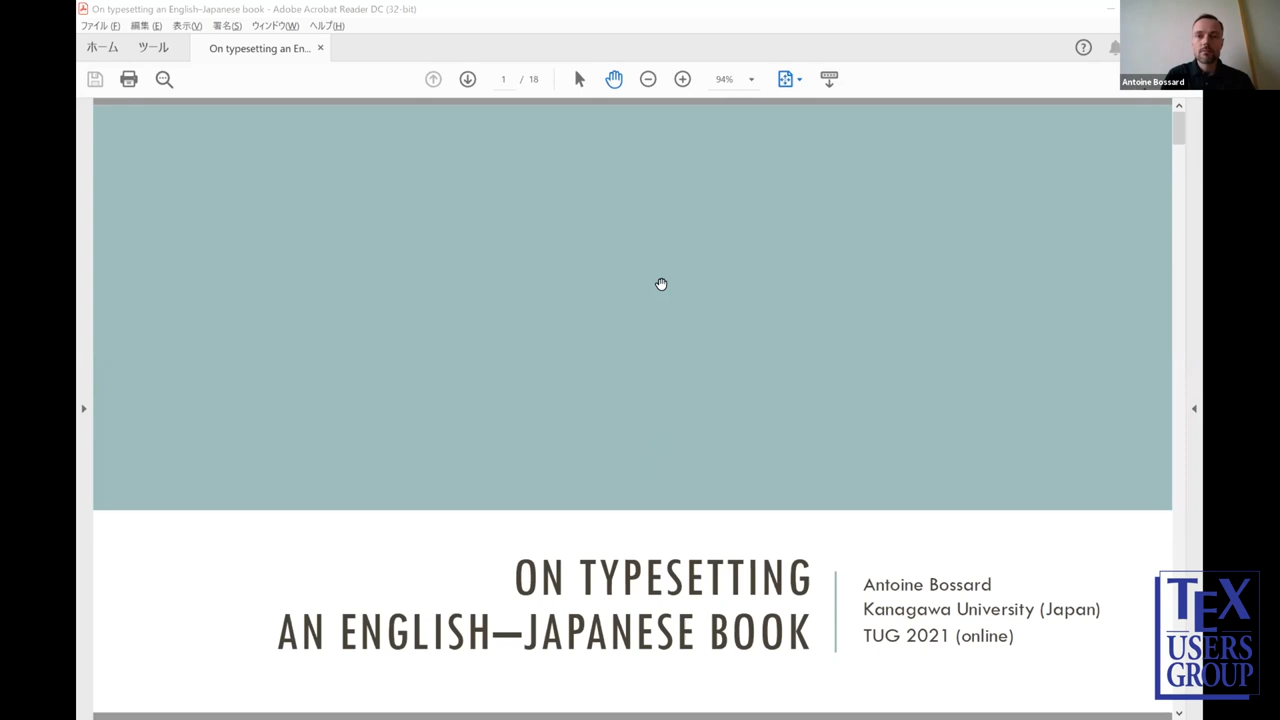 On typesetting an English–Japanese book - Adobe Acrobat Reader DC (32-bit)
ファイル(F) 編集(E) 表示(V) 署名(S) ウィンドウ(W) ヘルプ(H)
ホーム ツール On typesetting an En... ×
1 / 18 94%
Antoine Bossard
ON TYPESETTING
AN ENGLISH–JAPANESE BOOK
Antoine Bossard
Kanagawa University (Japan)
TUG 2021 (online)
TEX
USERS
GROUP